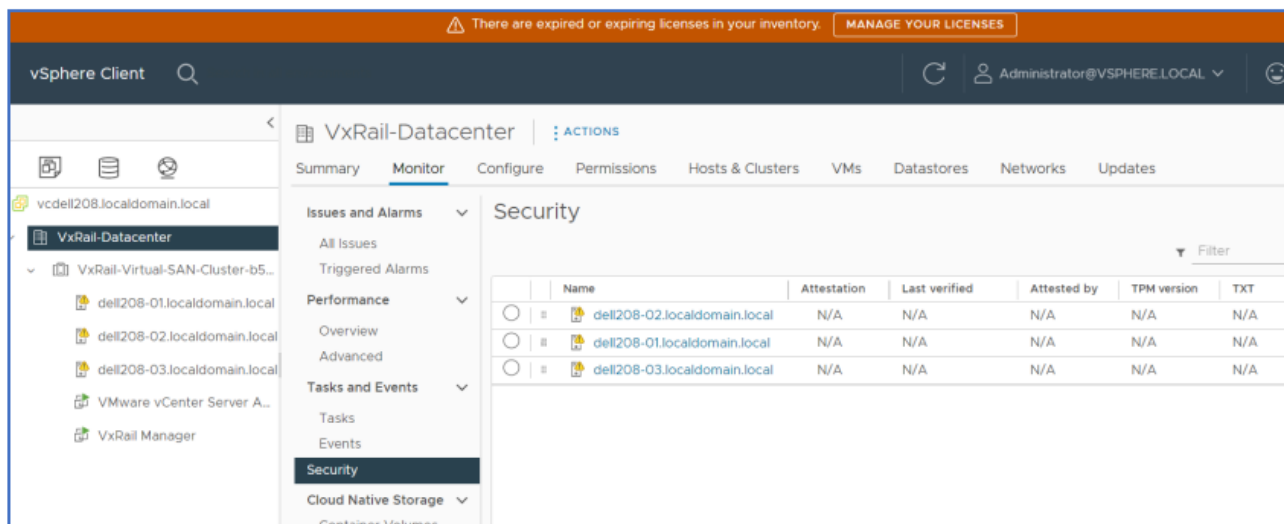 There are expired or expiring licenses in your inventory. MANAGE YOUR LICENSES
vSphere Client
Administrator@VSPHERE.LOCAL
VxRail-Datacenter
ACTIONS
Summary Monitor Configure Permissions Hosts & Clusters VMs Datastores Networks Updates
vcdell208.localdomain.local
VxRail-Datacenter
VxRail-Virtual-SAN-Cluster-b5...
dell208-01.localdomain.local
dell208-02.localdomain.local
dell208-03.localdomain.local
VMware vCenter Server A...
VxRail Manager
Issues and Alarms
All Issues
Triggered Alarms
Performance
Overview
Advanced
Tasks and Events
Tasks
Events
Security
Cloud Native Storage
Container Volumes
Security
Filter
Name Attestation Last verified Attested by TPM version TXT
dell208-02.localdomain.local N/A N/A N/A N/A N/A
dell208-01.localdomain.local N/A N/A N/A N/A N/A
dell208-03.localdomain.local N/A N/A N/A N/A N/A